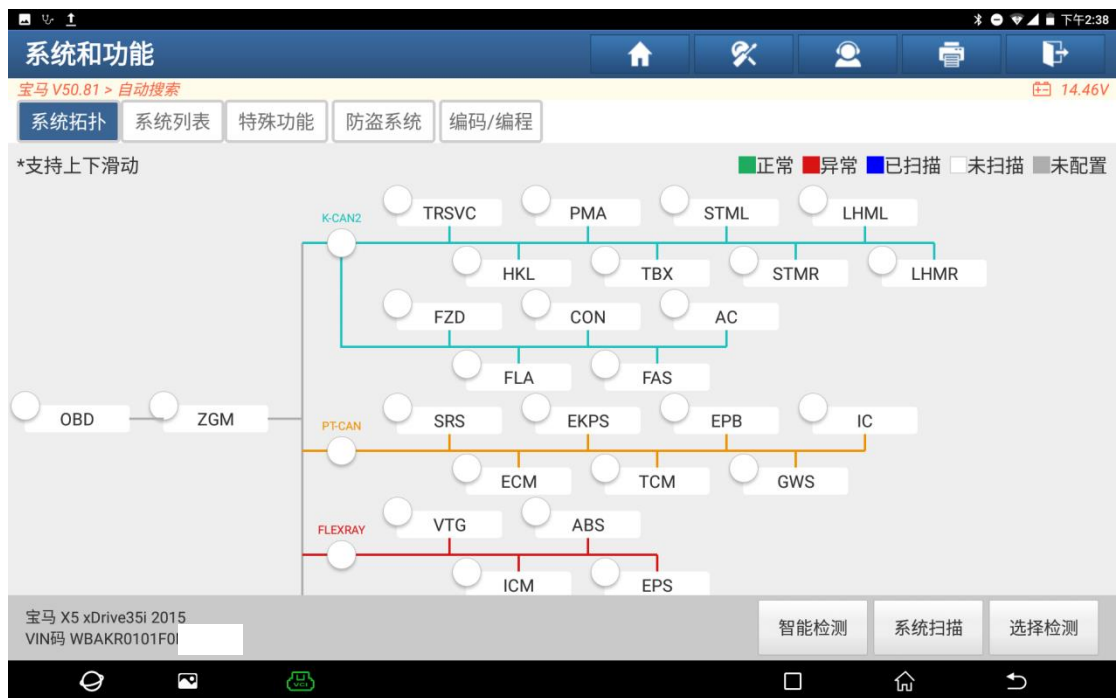 下午2:38
系统和功能
宝马 V50.81 > 自动搜索 14.46V
系统拓扑 系统列表 特殊功能 防盗系统 编码/编程
*支持上下滑动 正常 异常 已扫描 未扫描 未配置
K-CAN2 TRSVC PMA STML LHML
HKL TBX STMR LHMR
FZD CON AC
FLA FAS
OBD ZGM
PT-CAN SRS EKPS EPB IC
ECM TCM GWS
FLEXRAY VTG ABS
ICM EPS
宝马 X5 xDrive35i 2015
VIN码 WBAKR0101F0
智能检测 系统扫描 选择检测
VCI